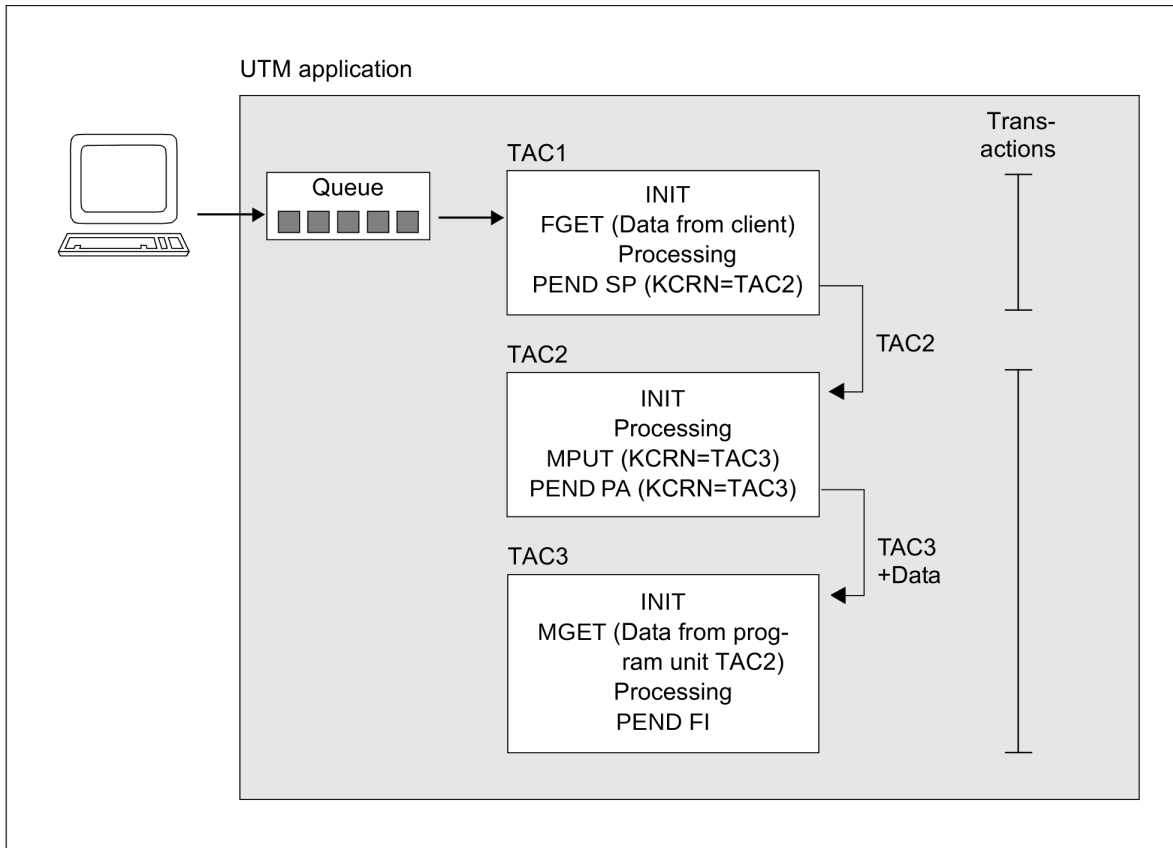 UTM application
Trans-
actions
Queue
TAC1
INIT
FGET (Data from client)
Processing
PEND SP (KCRN=TAC2)
TAC2
TAC2
INIT
Processing
MPUT (KCRN=TAC3)
PEND PA (KCRN=TAC3)
TAC3
+Data
TAC3
INIT
MGET (Data from prog-
ram unit TAC2)
Processing
PEND FI